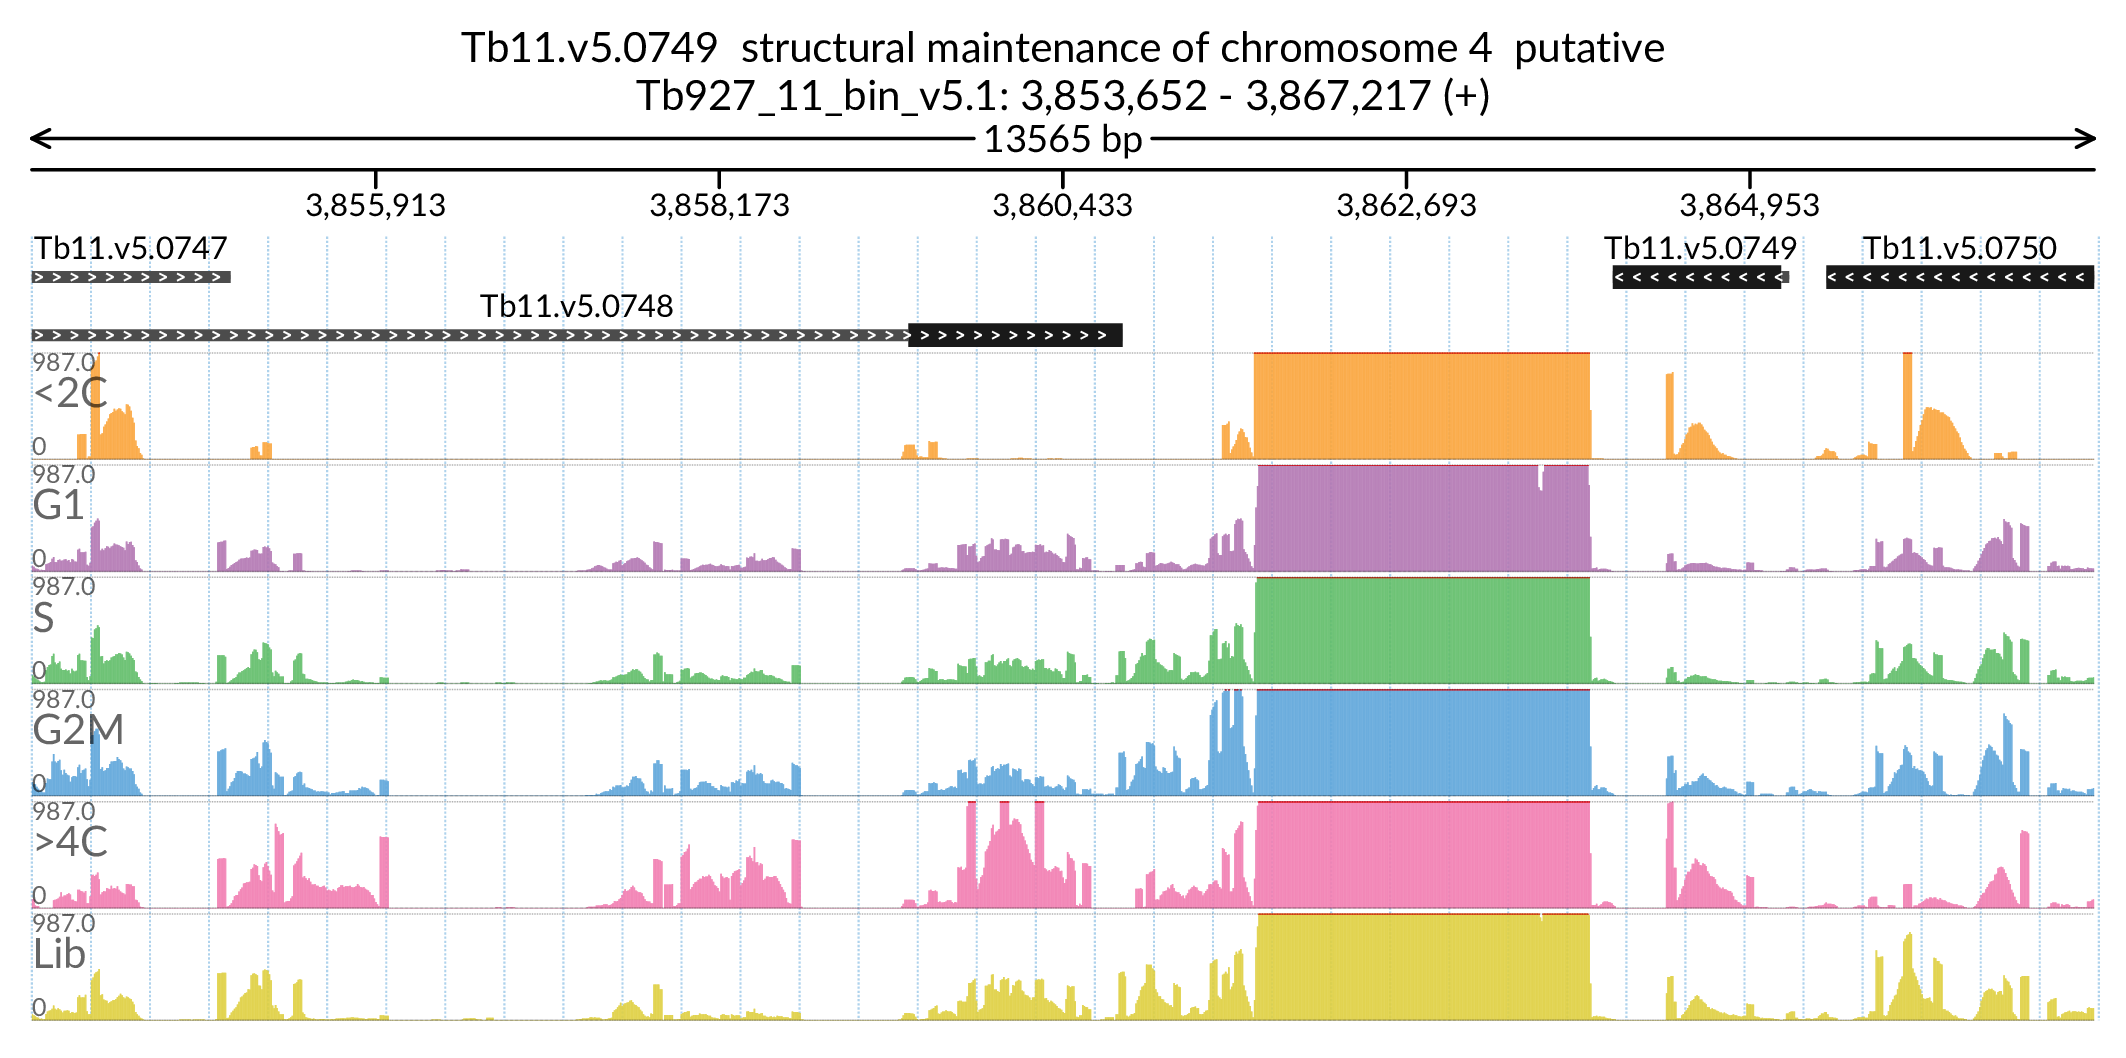 Tb11.v5.0749  structural maintenance of chromosome 4  putative
Tb927_11_bin_v5.1: 3,853,652 - 3,867,217 (+)
13565 bp
3,855,913 3,858,173 3,860,433 3,862,693 3,864,953
Tb11.v5.0747 Tb11.v5.0749 Tb11.v5.0750
Tb11.v5.0748
987.0
<2C
0
987.0
G1
0
987.0
S
0
987.0
G2M
0
987.0
>4C
0
987.0
Lib
0